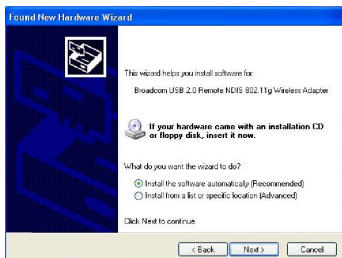 Found New Hardware Wizard
This wizard helps you install software for:
Broadcom USB 2.0 Remote NDIS 802.11g Wireless Adapter
If your hardware came with an installation CD
or floppy disk, insert it now.
What do you want the wizard to do?
Install the software automatically (Recommended)
Install from a list or specific location (Advanced)
Click Next to continue.
< Back
Next >
Cancel